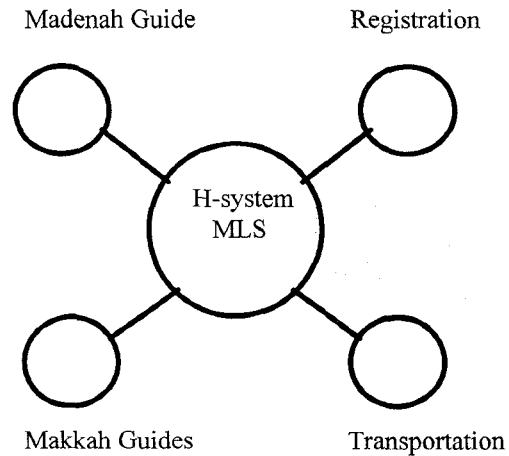 Madenah Guide
Registration
H-system
MLS
Makkah Guides
Transportation